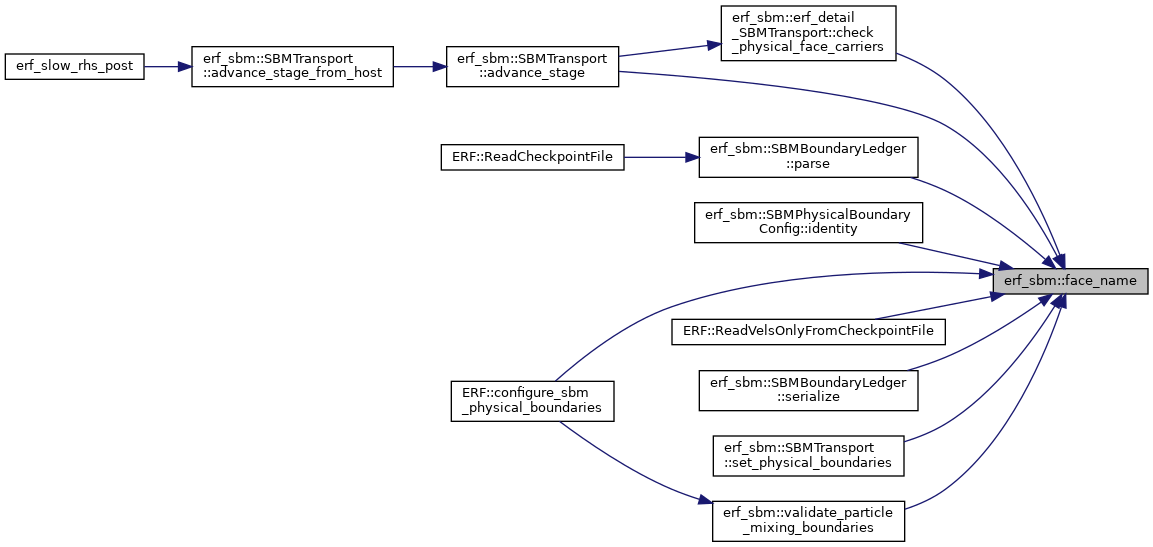 erf_slow_rhs_post
erf_sbm::SBMTransport
::advance_stage_from_host
erf_sbm::SBMTransport
::advance_stage
erf_sbm::erf_detail
_SBMTransport::check
_physical_face_carriers
ERF::ReadCheckpointFile
erf_sbm::SBMBoundaryLedger
::parse
erf_sbm::SBMPhysicalBoundary
Config::identity
erf_sbm::face_name
ERF::ReadVelsOnlyFromCheckpointFile
ERF::configure_sbm
_physical_boundaries
erf_sbm::SBMBoundaryLedger
::serialize
erf_sbm::SBMTransport
::set_physical_boundaries
erf_sbm::validate_particle
_mixing_boundaries